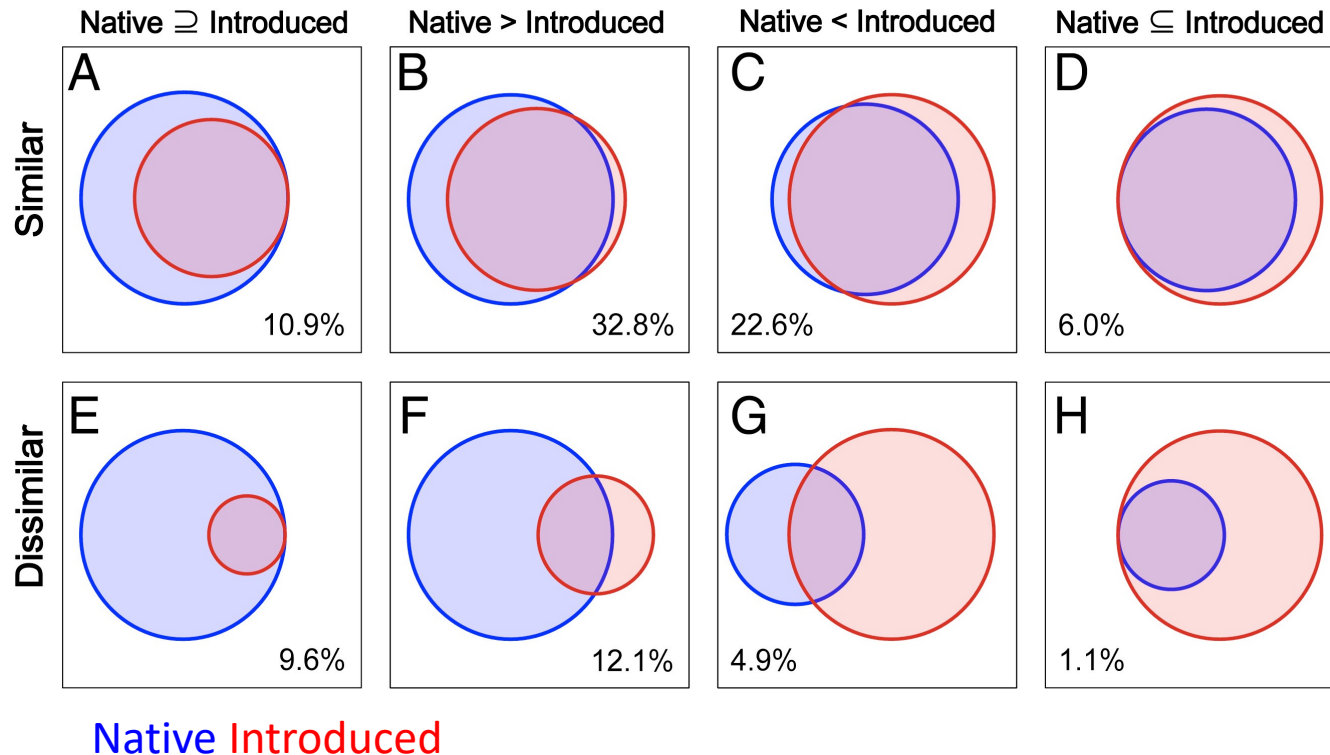 Native ⊇ Introduced
Native > Introduced
Native < Introduced
Native ⊆ Introduced
Similar
A
10.9%
B
32.8%
C
22.6%
D
6.0%
Dissimilar
E
9.6%
F
12.1%
G
4.9%
H
1.1%
Native Introduced